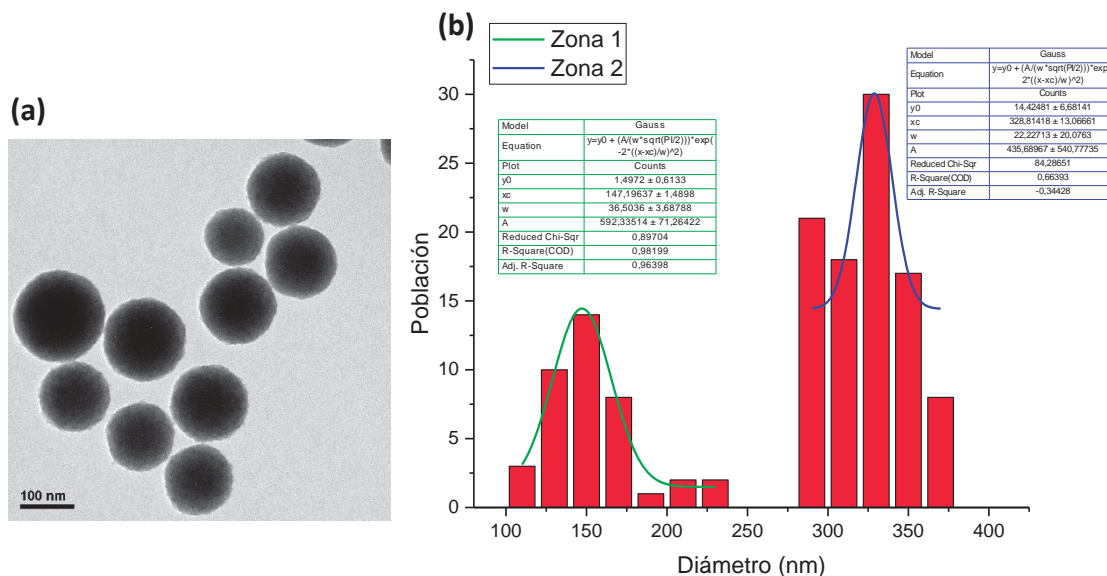 (a)
100 nm
(b)
Zona 1
Zona 2
Model Gauss
Equation y=y0 + (A/(w*sqrt(PI/2)))*exp(
-2*((x-xc)/w)^2)
Plot Counts
y0 1,4972 ± 0,6133
xc 147,19637 ± 1,4898
w 36,5036 ± 3,68788
A 592,33514 ± 71,26422
Reduced Chi-Sqr 0,89704
R-Square(COD) 0,98199
Adj. R-Square 0,96398
Model Gauss
Equation y=y0 + (A/(w*sqrt(PI/2)))*exp(
2*((x-xc)/w)^2)
Plot Counts
y0 14,42481 ± 6,68141
xc 328,81418 ± 13,06661
w 22,22713 ± 20,0763
A 435,68967 ± 540,77735
Reduced Chi-Sqr 84,28651
R-Square(COD) 0,66393
Adj. R-Square -0,34428
Población
30
25
20
15
10
5
0
100 150 200 250 300 350 400
Diámetro (nm)